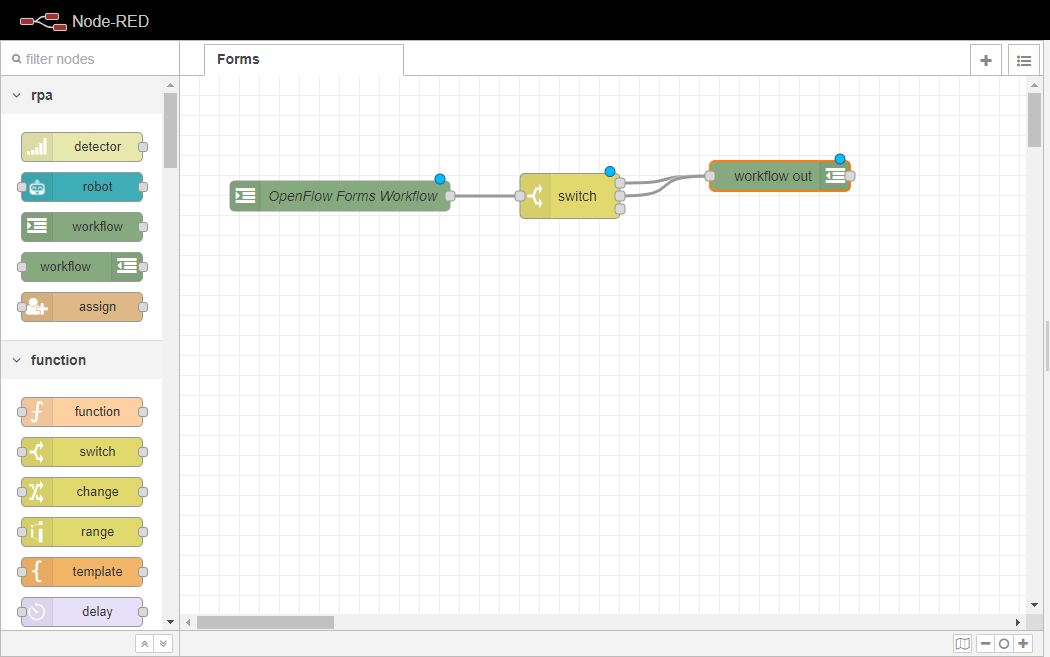 Node-RED
filter nodes
Forms
rpa
detector
robot
workflow
workflow
assign
function
function
switch
change
range
template
delay
OpenFlow Forms Workflow
switch
workflow out